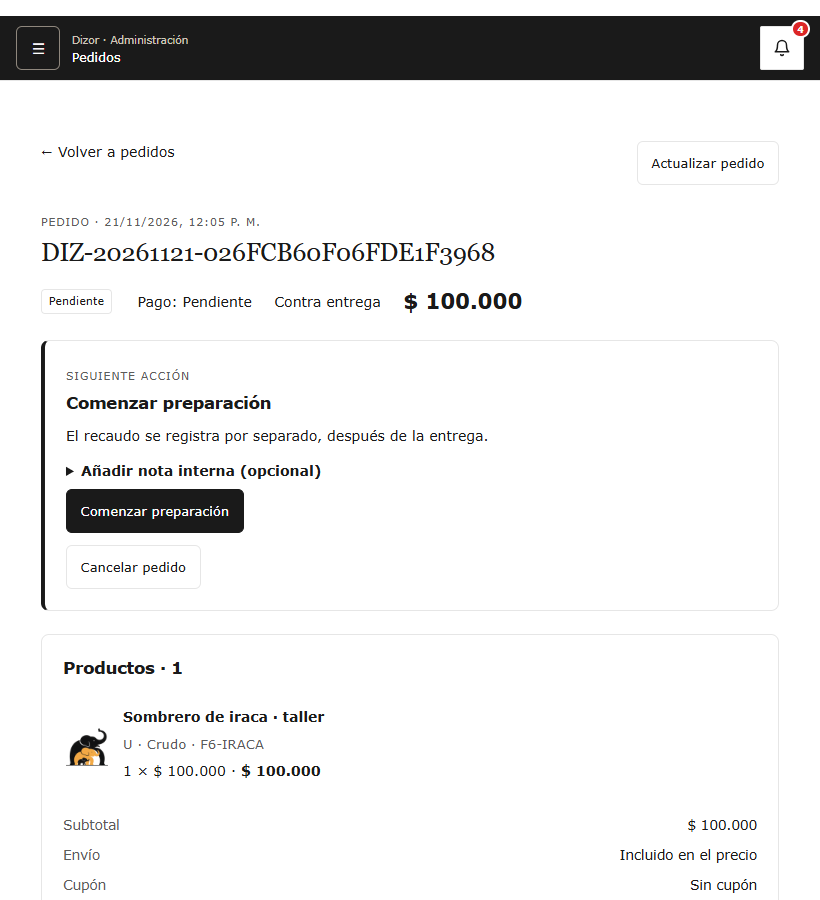 ☰
Dizor · Administración
Pedidos
4
← Volver a pedidos
Actualizar pedido
PEDIDO · 21/11/2026, 12:05 P. M.
DIZ-20261121-026FCB60F06FDE1F3968
Pendiente
Pago: Pendiente
Contra entrega
$ 100.000
SIGUIENTE ACCIÓN
Comenzar preparación
El recaudo se registra por separado, después de la entrega.
▶ Añadir nota interna (opcional)
Comenzar preparación
Cancelar pedido
Productos · 1
Sombrero de iraca · taller
U · Crudo · F6-IRACA
1 × $ 100.000 · $ 100.000
Subtotal
$ 100.000
Envío
Incluido en el precio
Cupón
Sin cupón